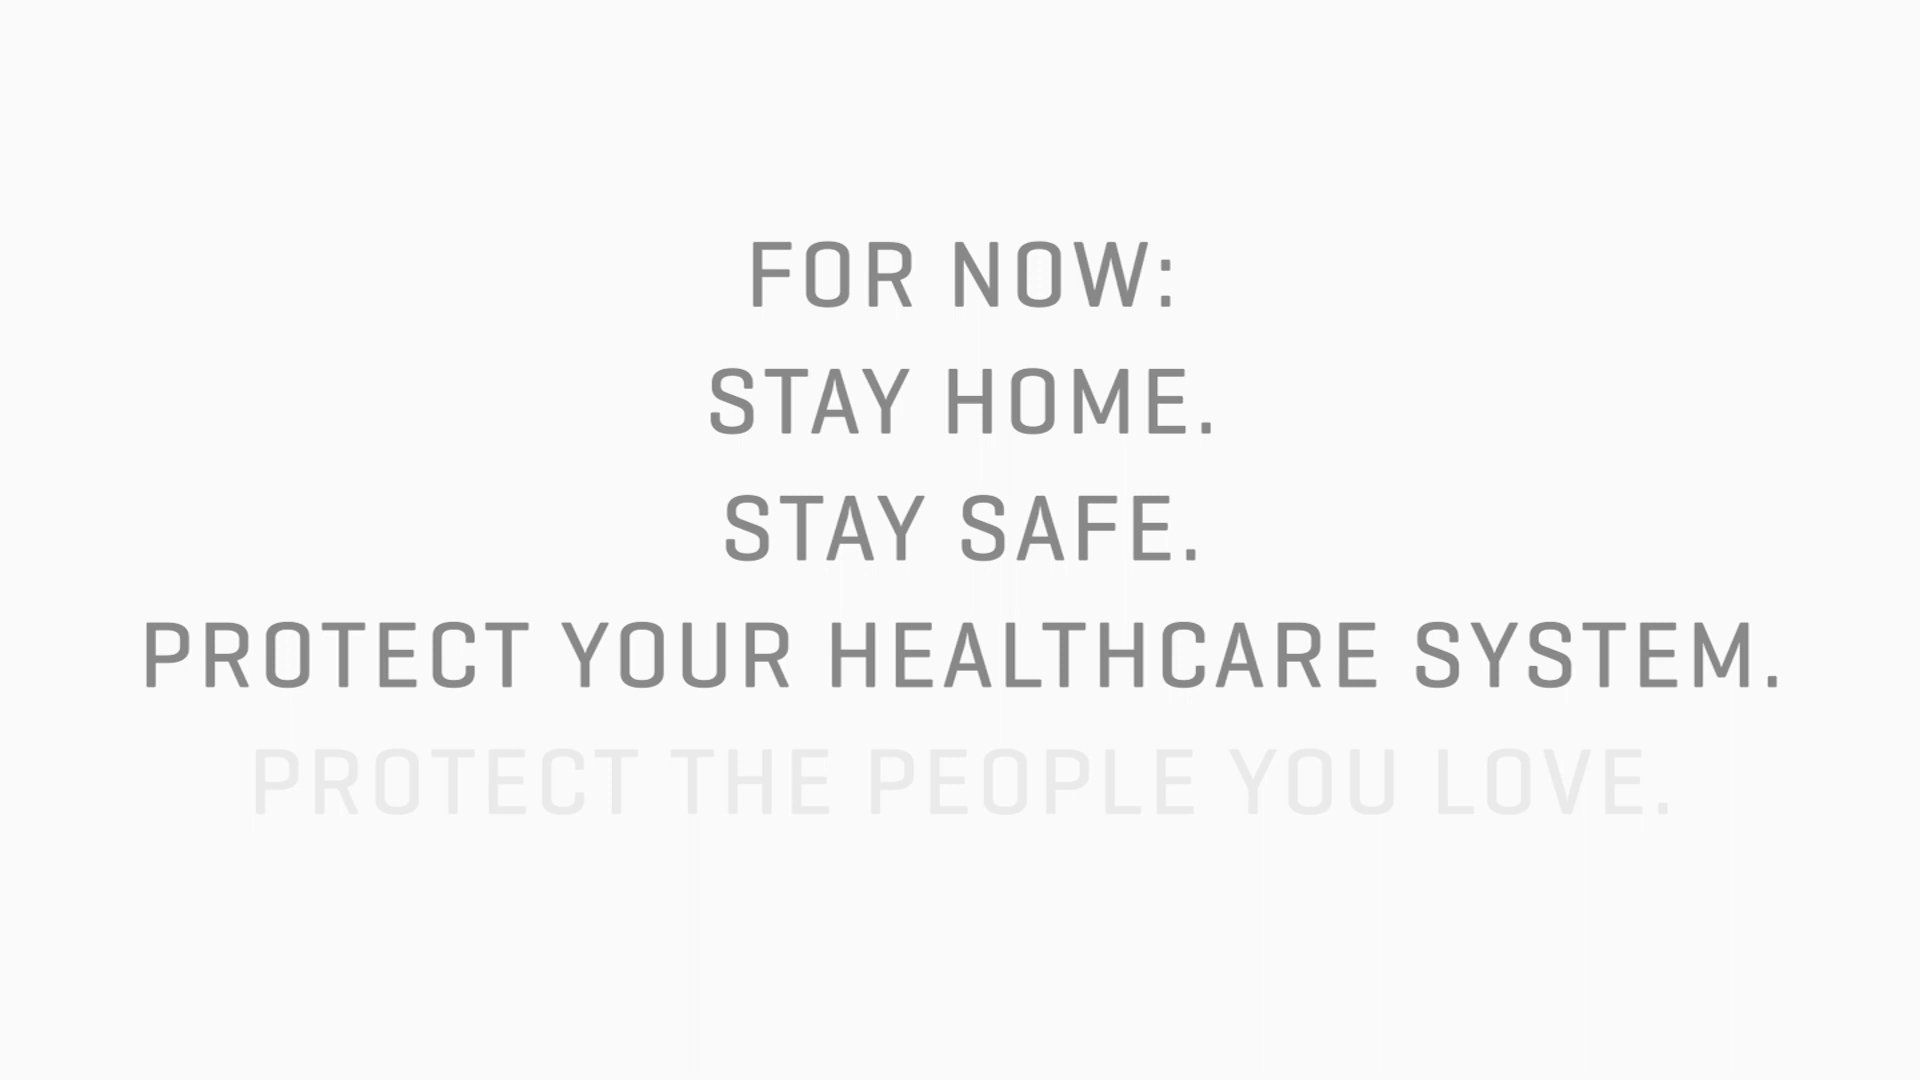 FOR NOW:
STAY HOME.
STAY SAFE.
PROTECT YOUR HEALTHCARE SYSTEM.
PROTECT THE PEOPLE YOU LOVE.